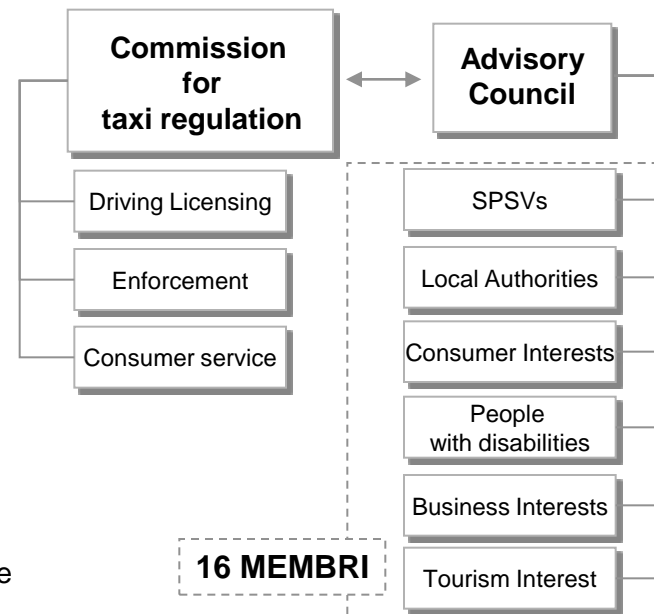 Commission
for
taxi regulation
Advisory
Council
Driving Licensing
Enforcement
Consumer service
SPSVs
Local Authorities
Consumer Interests
People
with disabilities
Business Interests
Tourism Interest
16 MEMBRI
e